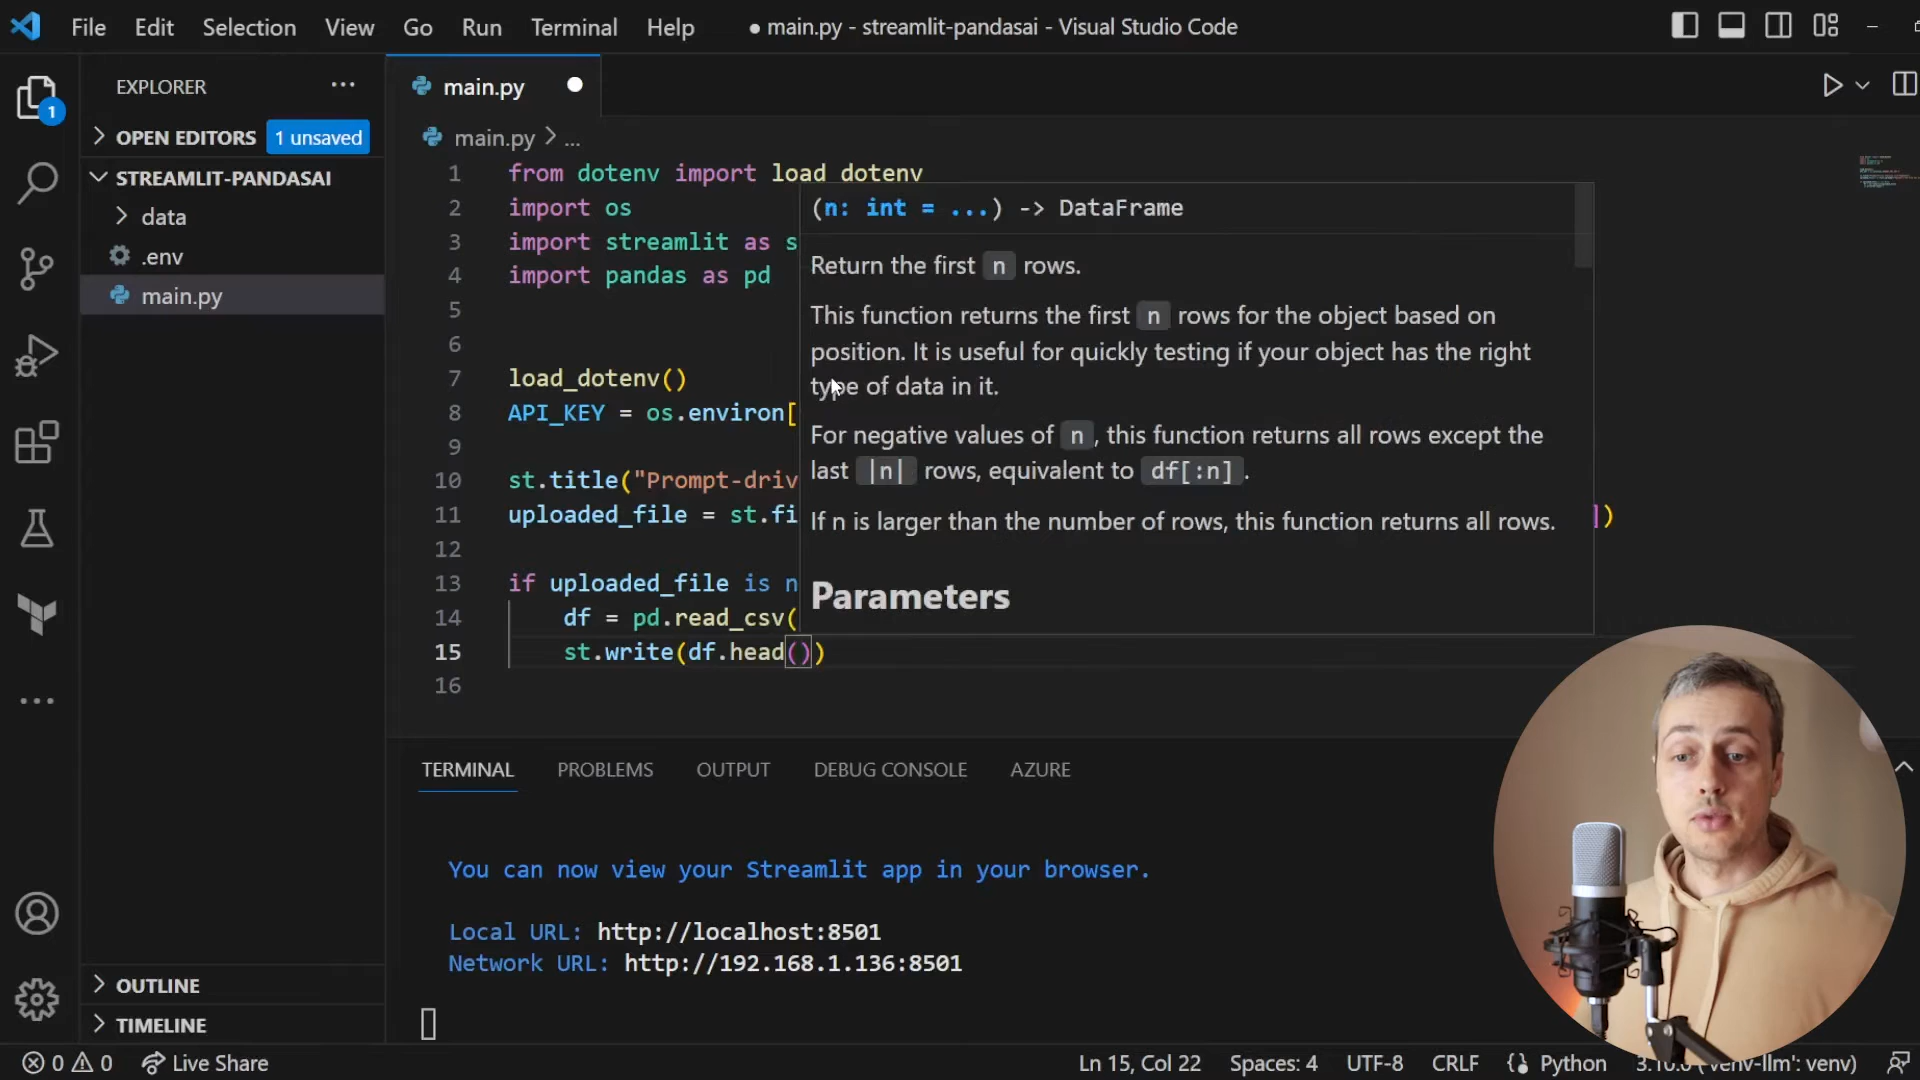 File Edit Selection View Go Run Terminal Help
● main.py - streamlit-pandasai - Visual Studio Code
EXPLORER
1
OPEN EDITORS 1 unsaved
STREAMLIT-PANDASAI
data
.env
main.py
OUTLINE
TIMELINE
main.py
main.py > ...
1 from dotenv import load_dotenv
2 import os
3 import streamlit as s
4 import pandas as pd
5
6
7 load_dotenv()
8 API_KEY = os.environ[
9
10 st.title("Prompt-driv
11 uploaded_file = st.fi ])
12
13 if uploaded_file is n
14 df = pd.read_csv(
15 st.write(df.head())
16
(n: int = ...) -> DataFrame
Return the first n rows.
This function returns the first n rows for the object based on
position. It is useful for quickly testing if your object has the right
type of data in it.
For negative values of n, this function returns all rows except the
last |n| rows, equivalent to df[:n].
If n is larger than the number of rows, this function returns all rows.
Parameters
TERMINAL PROBLEMS OUTPUT DEBUG CONSOLE AZURE
You can now view your Streamlit app in your browser.
Local URL: http://localhost:8501
Network URL: http://192.168.1.136:8501
0 0 Live Share
Ln 15, Col 22 Spaces: 4 UTF-8 CRLF Python ('venv-llm': venv)